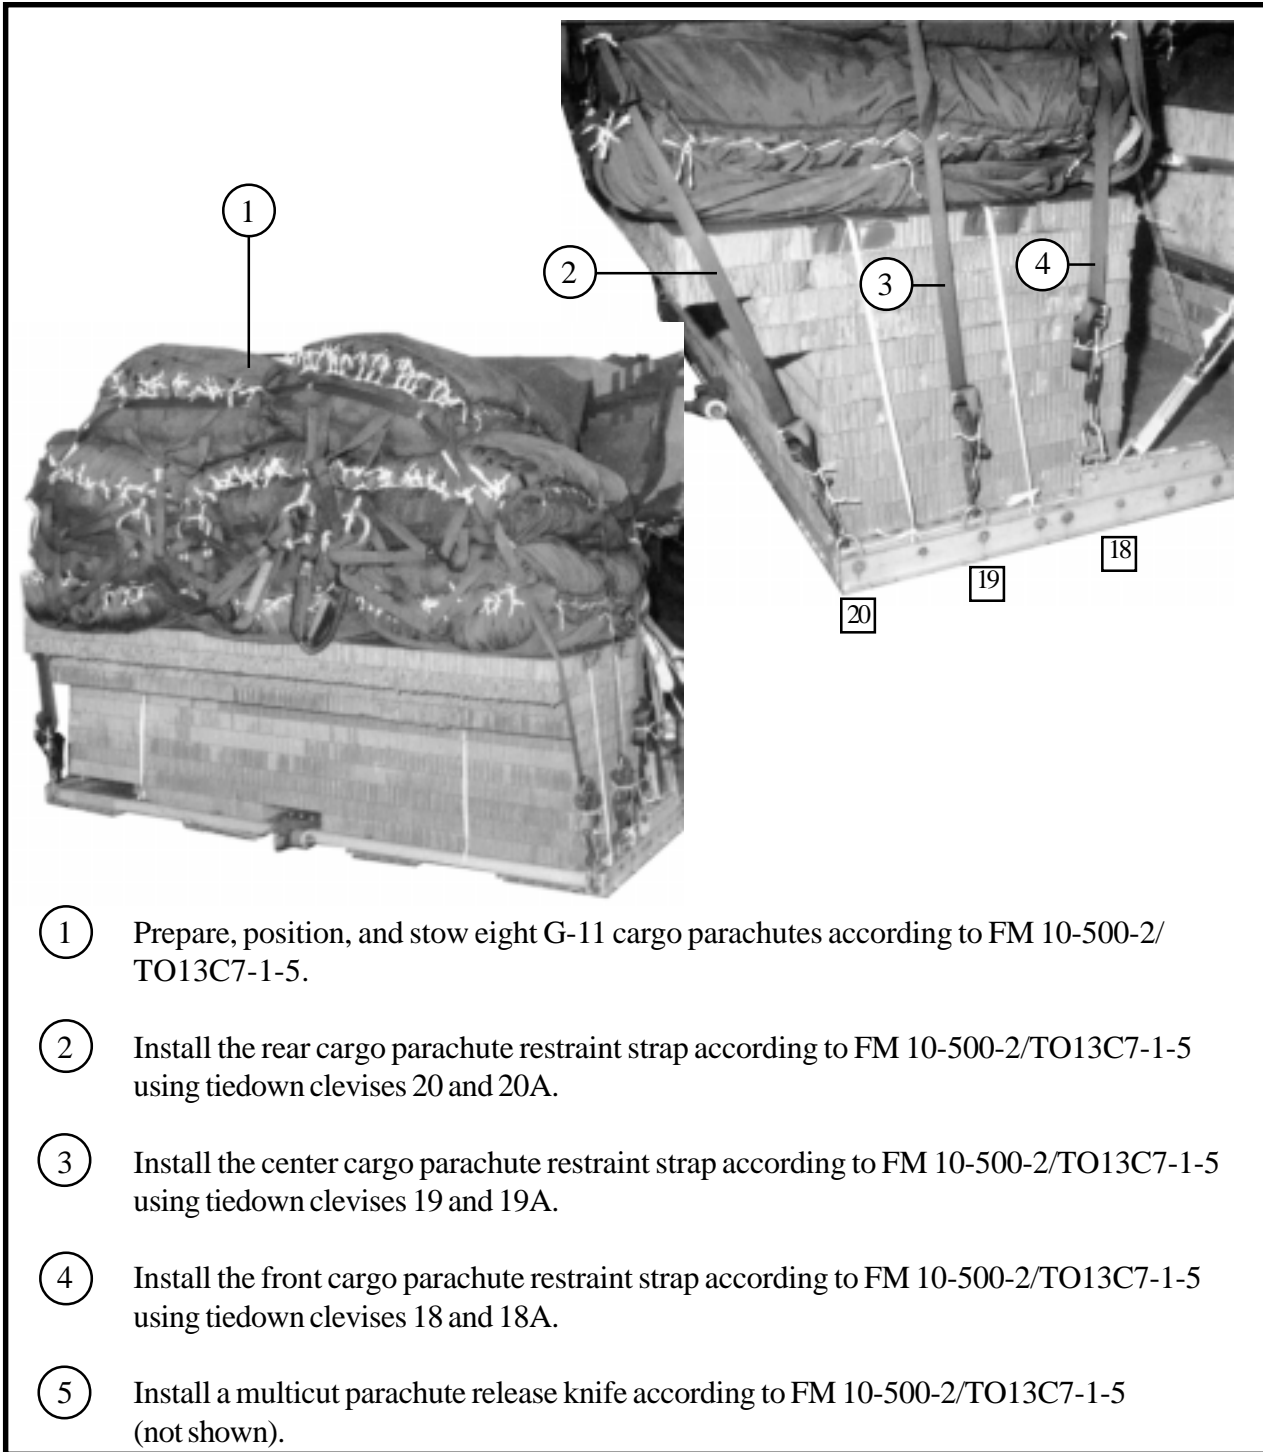 1
2
3
4
18
19
20
1 Prepare, position, and stow eight G-11 cargo parachutes according to FM 10-500-2/
TO13C7-1-5.
2 Install the rear cargo parachute restraint strap according to FM 10-500-2/TO13C7-1-5
using tiedown clevises 20 and 20A.
3 Install the center cargo parachute restraint strap according to FM 10-500-2/TO13C7-1-5
using tiedown clevises 19 and 19A.
4 Install the front cargo parachute restraint strap according to FM 10-500-2/TO13C7-1-5
using tiedown clevises 18 and 18A.
5 Install a multicut parachute release knife according to FM 10-500-2/TO13C7-1-5
(not shown).